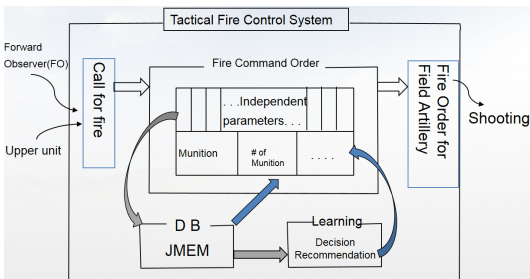 Tactical Fire Control System
Forward
Observer(FO)
Upper unit
Call for fire
Fire Command Order
. . .Independent
parameters. . .
Munition
# of
Munition
. . . .
D B
JMEM
Learning
Decision
Recommendation
Fire Order for
Field Artillery
Shooting